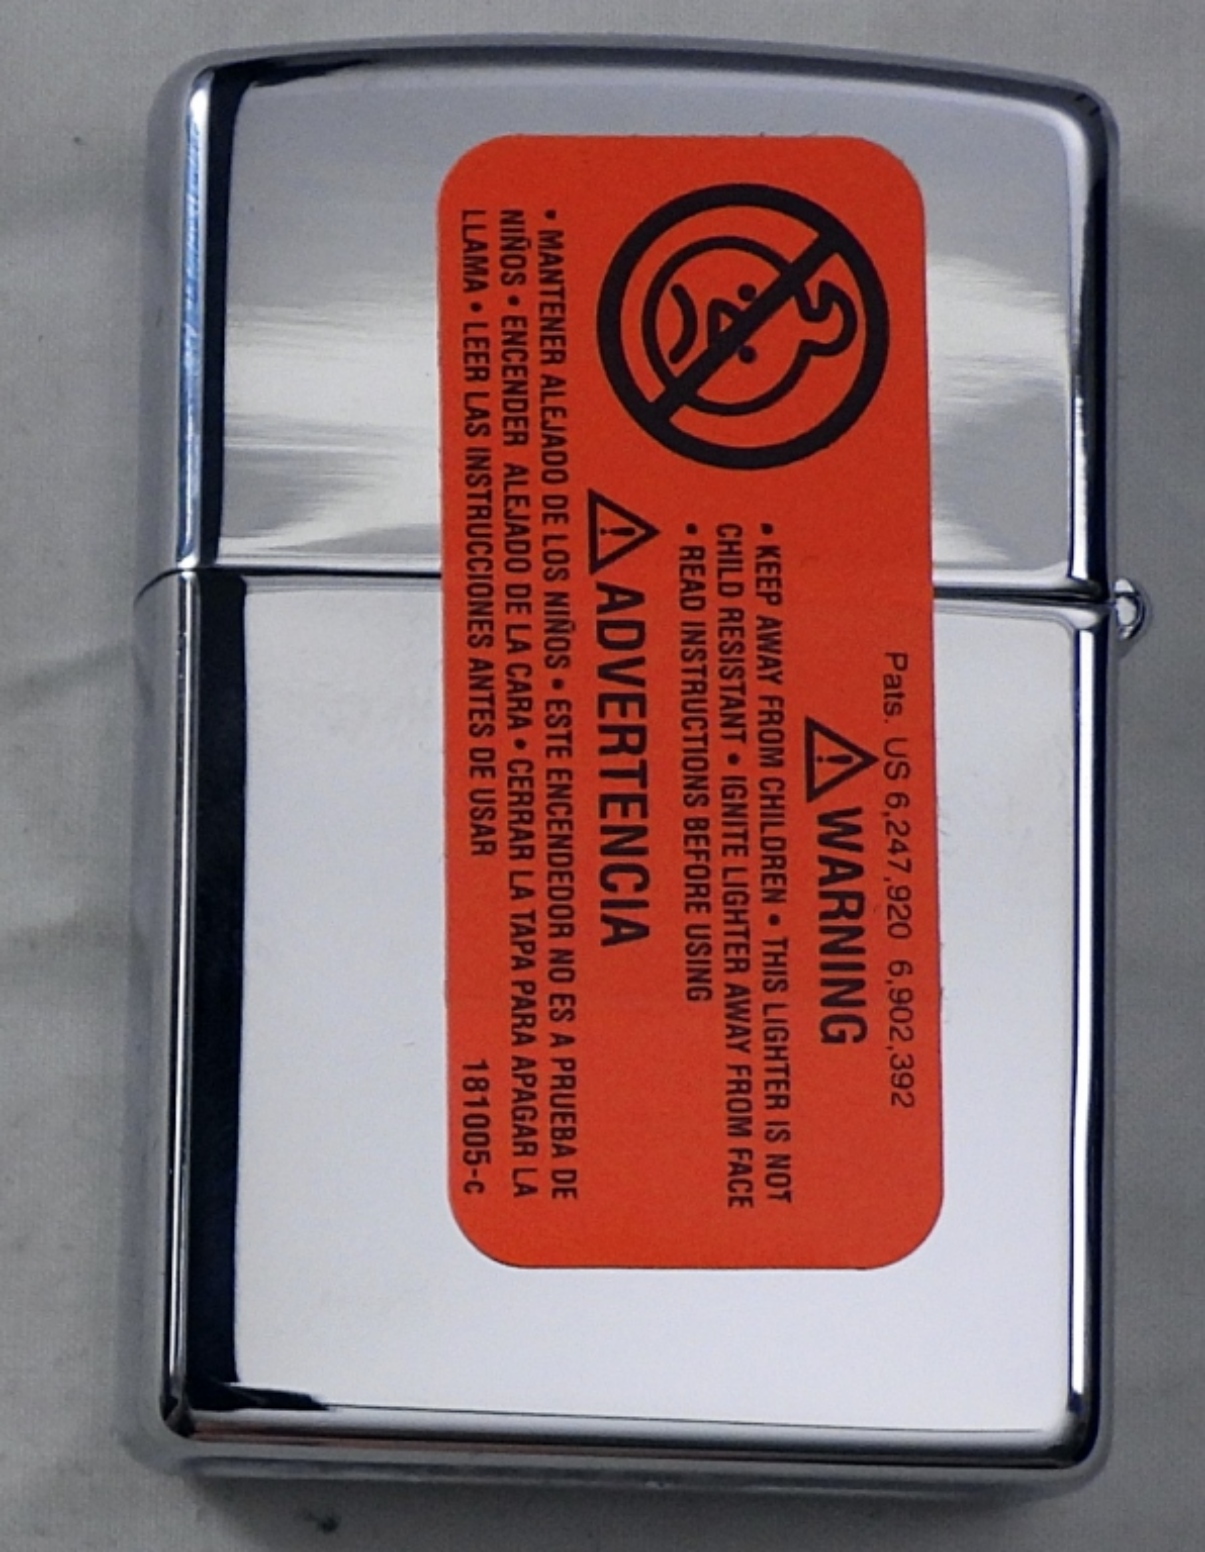 Pats. US 6,247,920 6,902,392
WARNING
• KEEP AWAY FROM CHILDREN • THIS LIGHTER IS NOT
CHILD RESISTANT • IGNITE LIGHTER AWAY FROM FACE
• READ INSTRUCTIONS BEFORE USING
ADVERTENCIA
• MANTENER ALEJADO DE LOS NIÑOS • ESTE ENCENDEDOR NO ES A PRUEBA DE
NIÑOS • ENCENDER ALEJADO DE LA CARA • CERRAR LA TAPA PARA APAGAR LA
LLAMA • LEER LAS INSTRUCCIONES ANTES DE USAR 181005-c